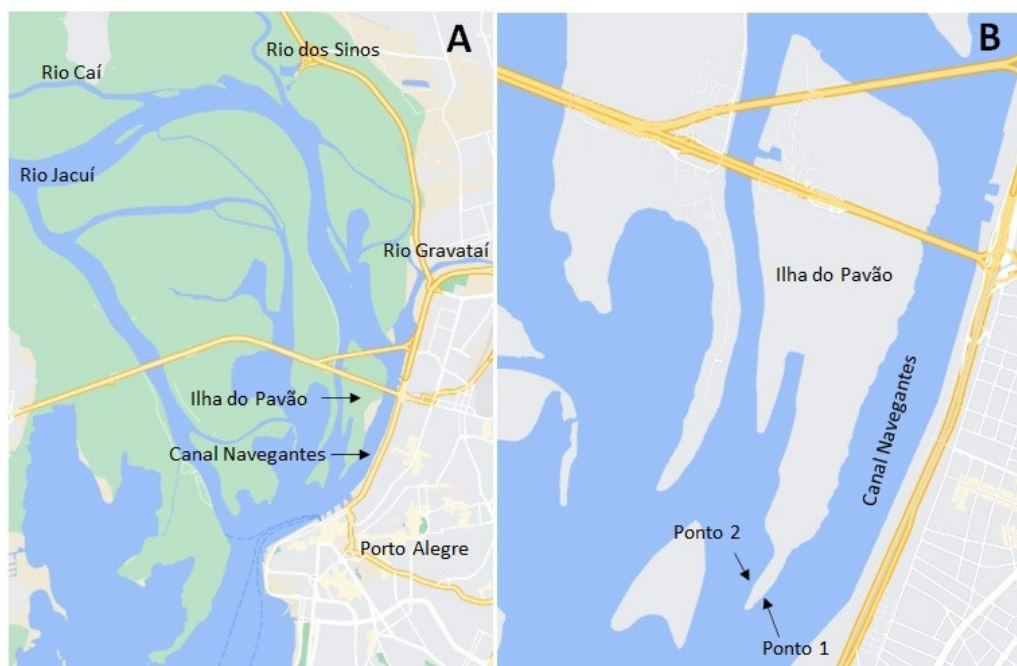 A
Rio dos Sinos
Rio Caí
Rio Jacuí
Rio Gravataí
Ilha do Pavão
Canal Navegantes
Porto Alegre
B
Ilha do Pavão
Canal Navegantes
Ponto 2
Ponto 1